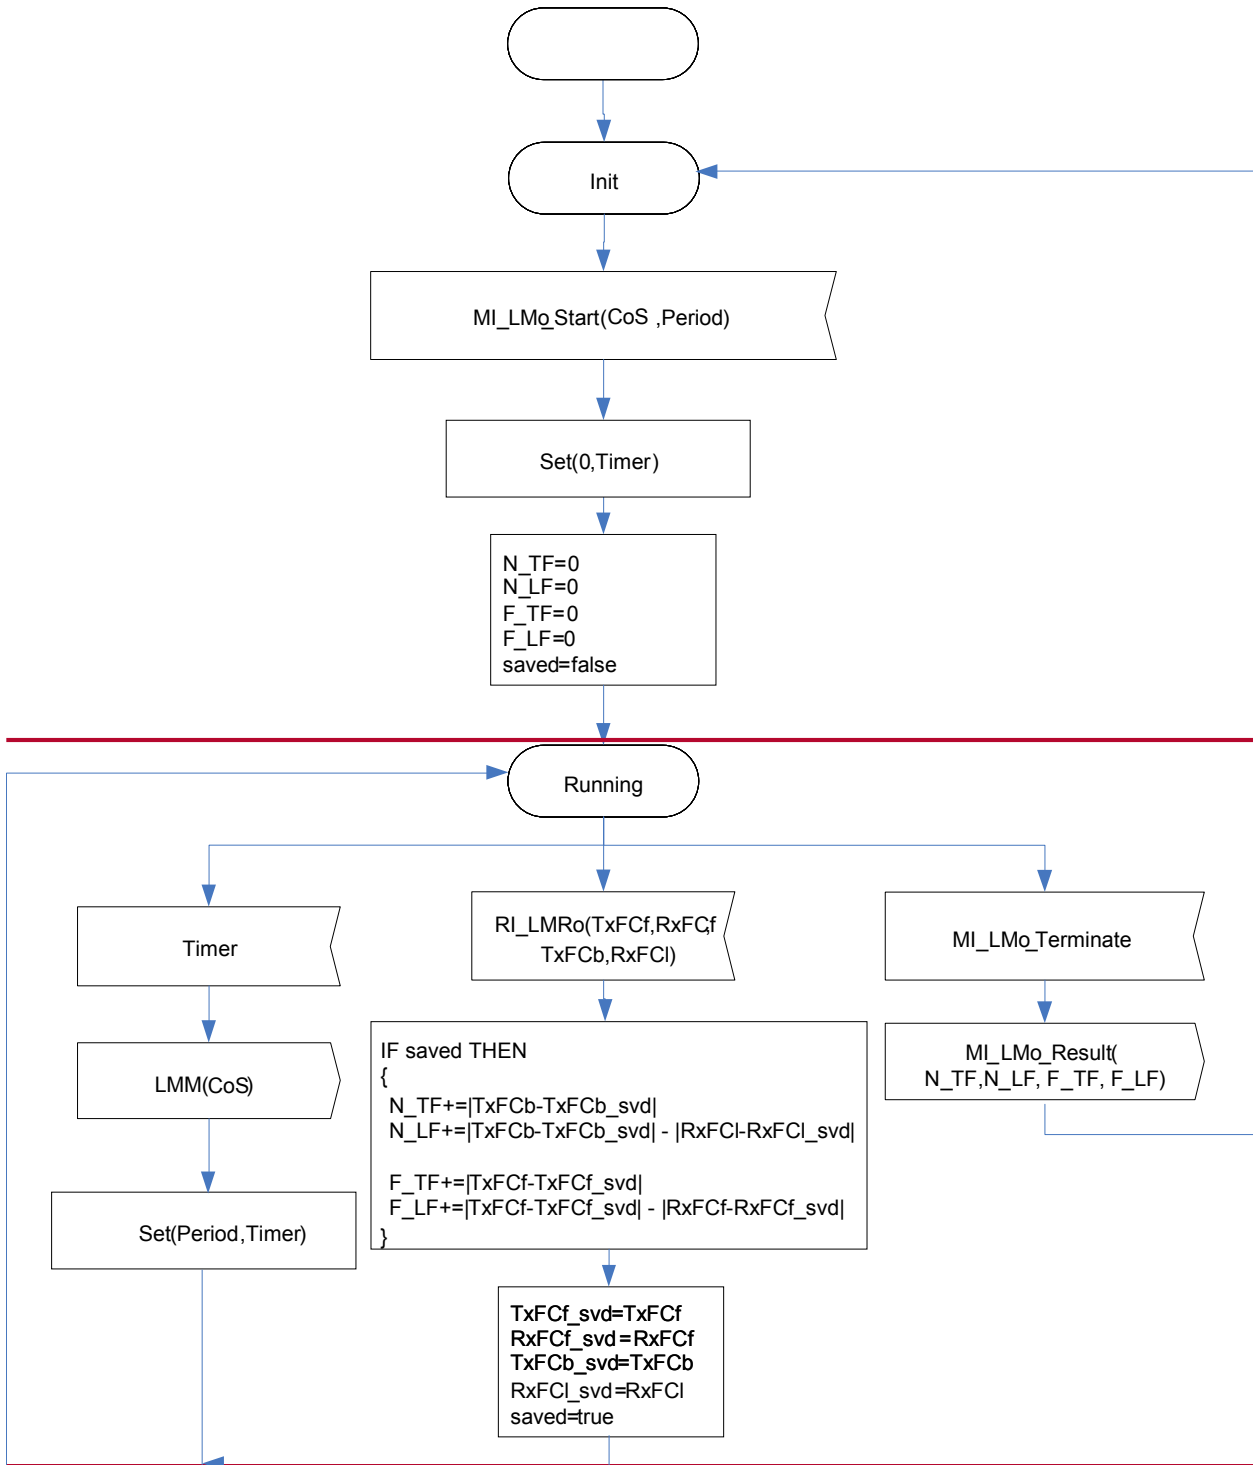 Init
MI_LMo_Start(CoS ,Period)
Set(0,Timer)
N_TF=0
N_LF=0
F_TF=0
F_LF=0
saved=false
Running
Timer
LMM(CoS)
Set(Period,Timer)
RI_LMRo(TxFCf,RxFCf,
TxFCb,RxFCl)
IF saved THEN
{
N_TF+=|TxFCb-TxFCb_svd|
N_LF+=|TxFCb-TxFCb_svd| - |RxFCl-RxFCl_svd|
F_TF+=|TxFCf-TxFCf_svd|
F_LF+=|TxFCf-TxFCf_svd| - |RxFCf-RxFCf_svd|
}
TxFCf_svd=TxFCf
RxFCf_svd=RxFCf
TxFCb_svd=TxFCb
RxFCl_svd=RxFCl
saved=true
MI_LMo_Terminate
MI_LMo_Result(
N_TF,N_LF, F_TF, F_LF)